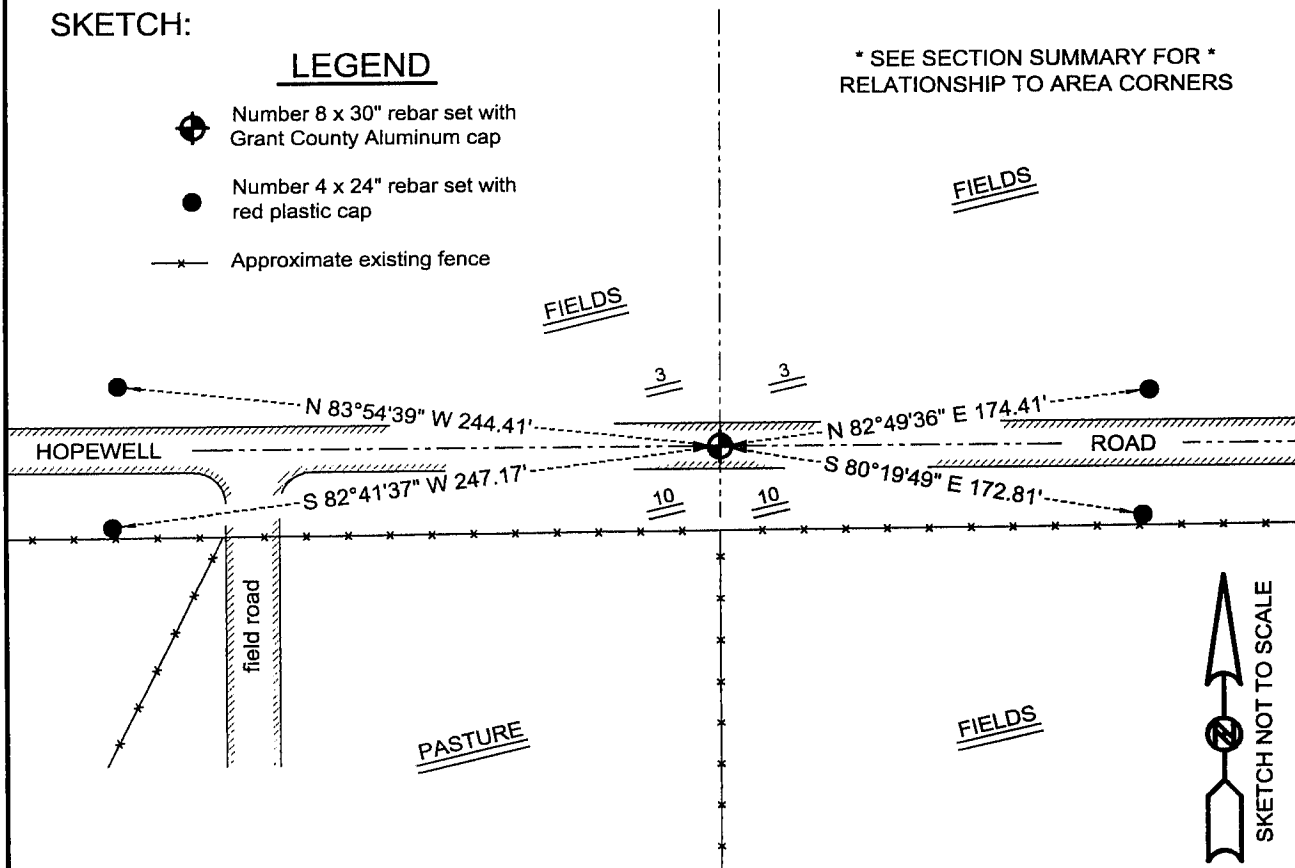 SKETCH:
LEGEND
Number 8 x 30" rebar set with
Grant County Aluminum cap
Number 4 x 24" rebar set with
red plastic cap
Approximate existing fence
* SEE SECTION SUMMARY FOR *
RELATIONSHIP TO AREA CORNERS
FIELDS
FIELDS
3
3
N 83°54'39" W 244.41'
N 82°49'36" E 174.41'
HOPEWELL
ROAD
S 82°41'37" W 247.17'
S 80°19'49" E 172.81'
10
10
field road
PASTURE
FIELDS
N
SKETCH NOT TO SCALE